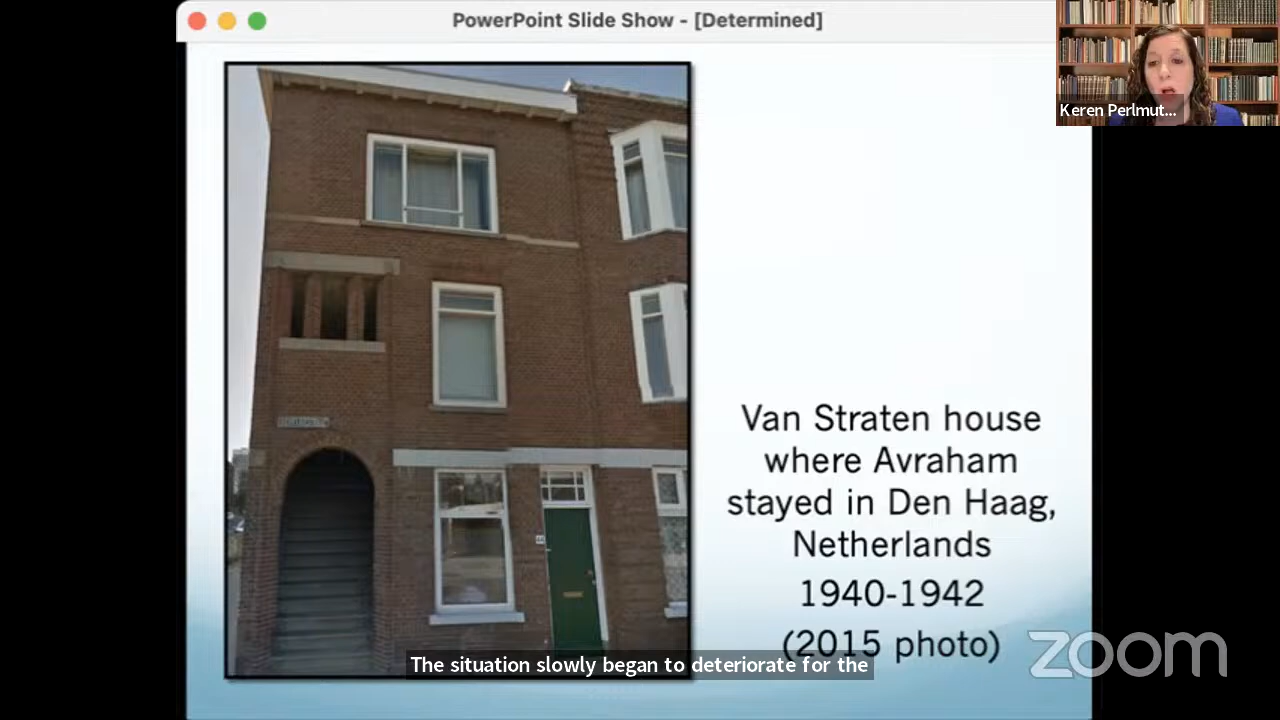 PowerPoint Slide Show - [Determined]
Keren Perlmut...
Van Straten house
where Avraham
stayed in Den Haag,
Netherlands
1940-1942
(2015 photo)
The situation slowly began to deteriorate for the
zoom